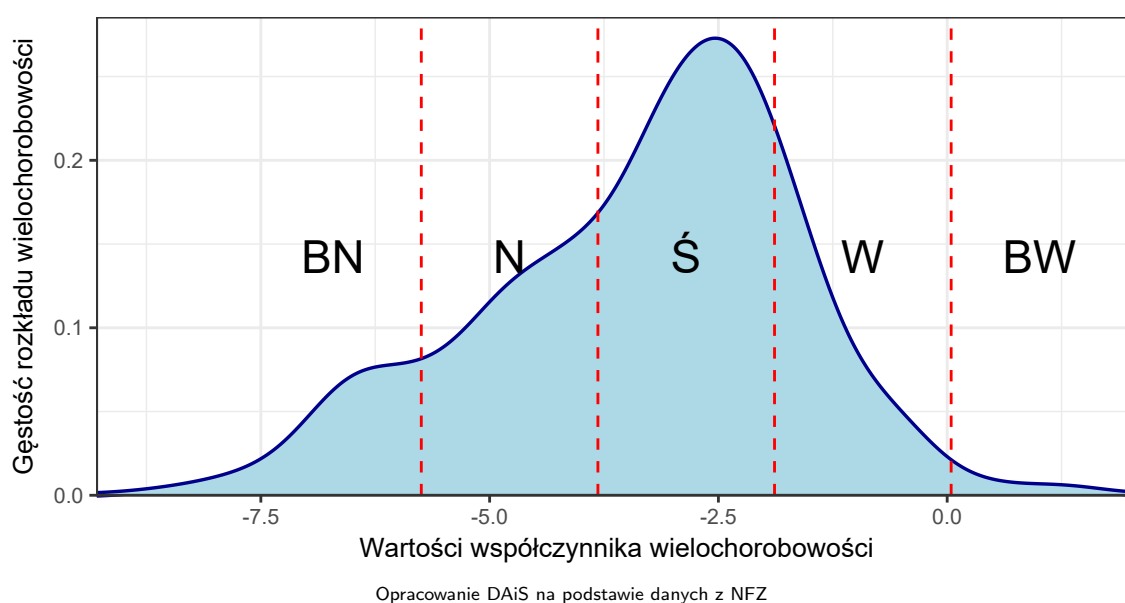 Gęstość rozkładu wielochorobowości
0.2
0.1
0.0
BN N Ś W BW
-7.5 -5.0 -2.5 0.0
Wartości współczynnika wielochorobowości
Opracowanie DAiS na podstawie danych z NFZ